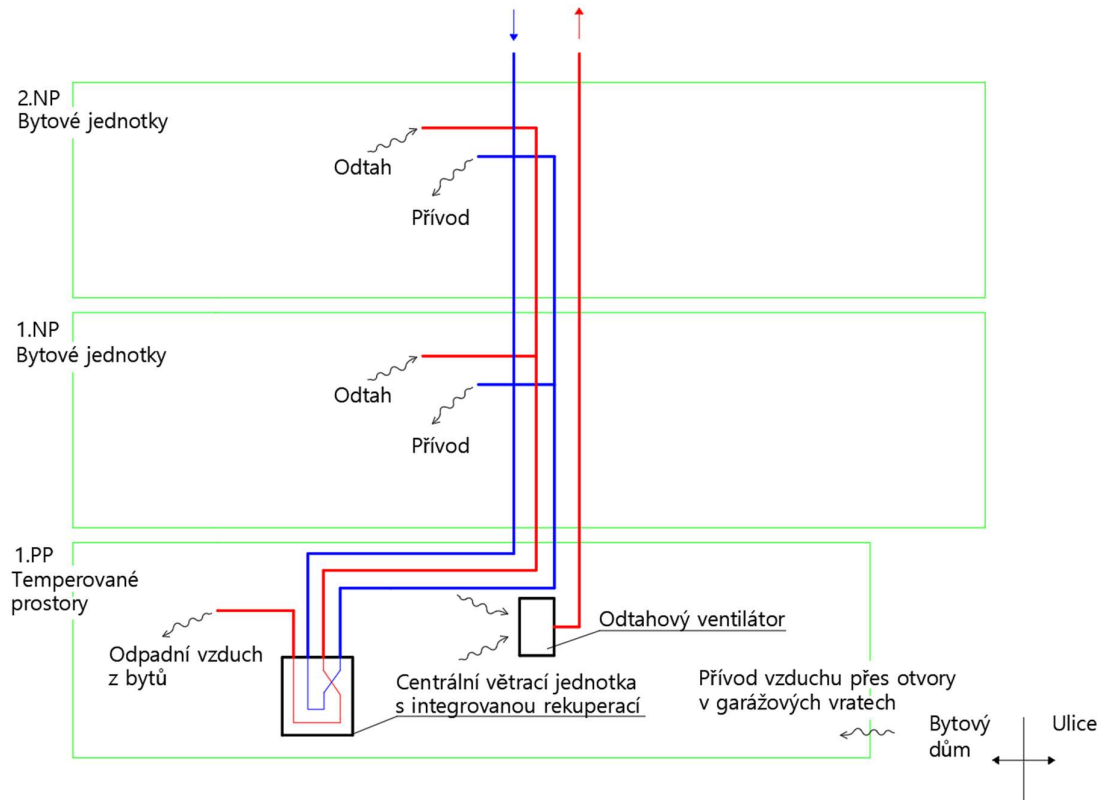 2.NP
Bytové jednotky
Odtah
Přívod
1.NP
Bytové jednotky
Odtah
Přívod
1.PP
Temperované
prostory
Odpadní vzduch
z bytů
Odtahový ventilátor
Centrální větrací jednotka
s integrovanou rekuperací
Přívod vzduchu přes otvory
v garážových vratech
Bytový
dům
Ulice